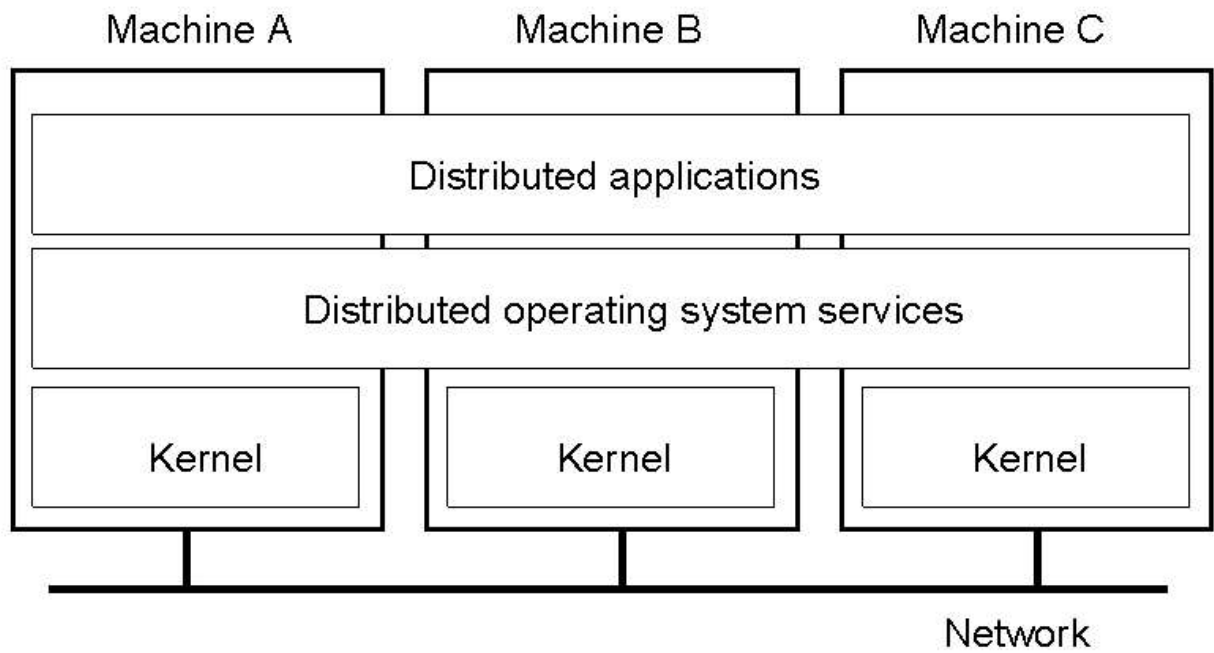 Machine A
Machine B
Machine C
Distributed applications
Distributed operating system services
Kernel
Kernel
Kernel
Network